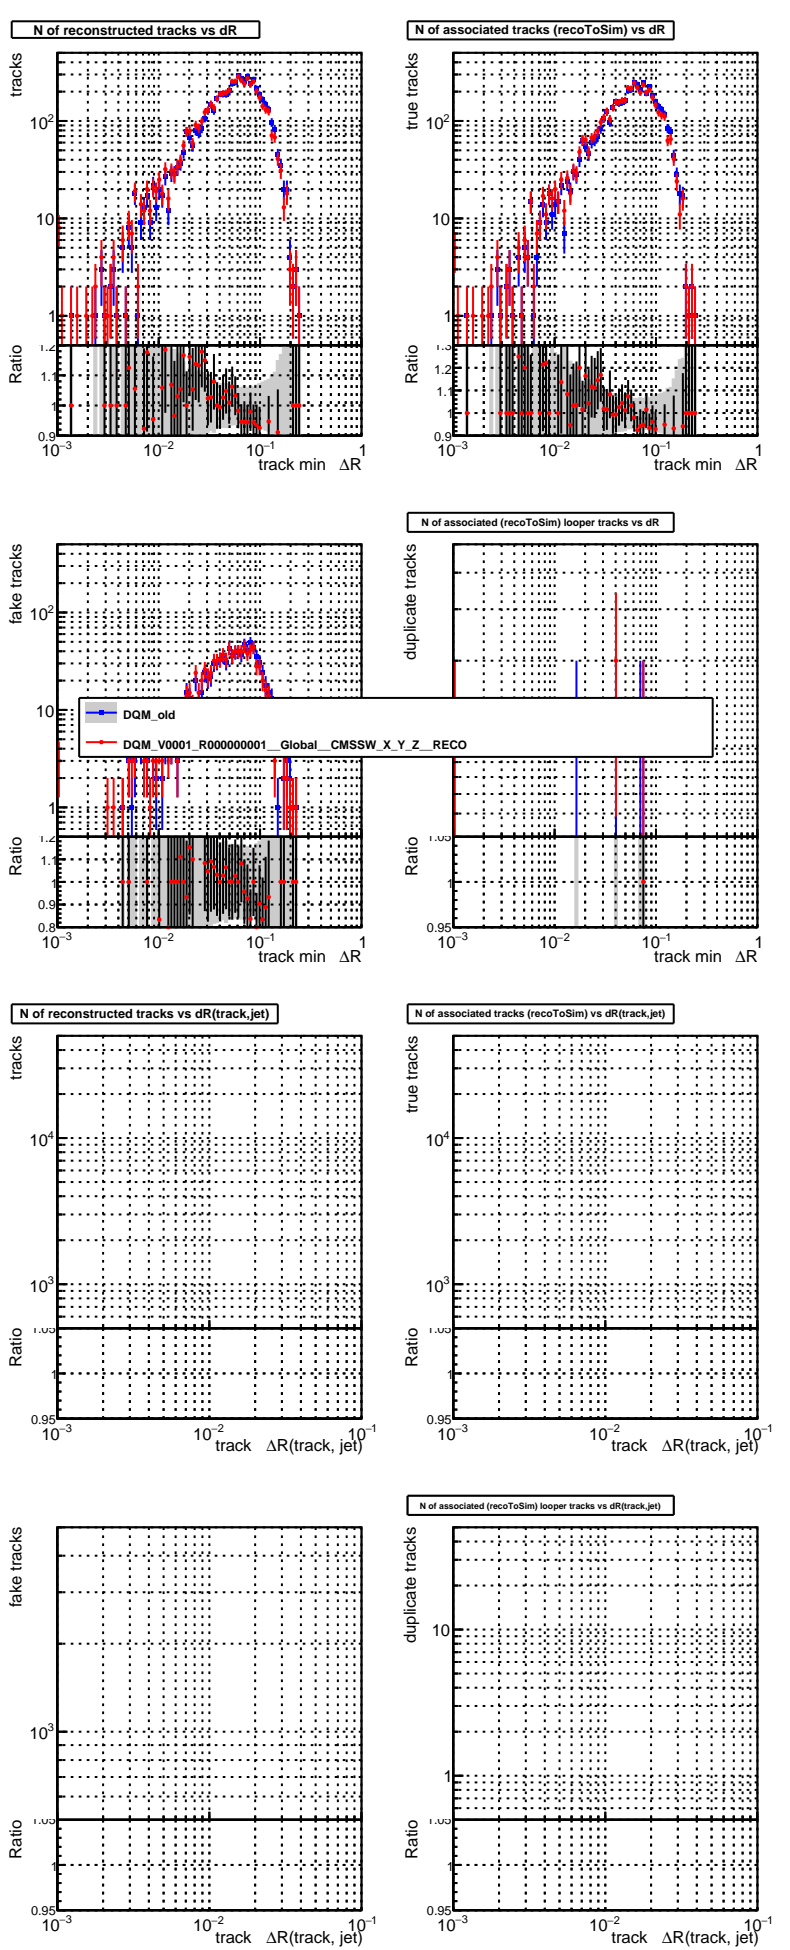 N of reconstructed tracks vs dR
N of associated tracks (recoToSim) vs dR
tracks
10²
10
1
Ratio
1.2
1.1
1
0.9
10⁻³ 10⁻² 10⁻¹ 1
track min ΔR
true tracks
10²
10
1
Ratio
1.3
1.2
1.1
1
0.9
10⁻³ 10⁻² 10⁻¹ 1
track min ΔR
N of associated (recoToSim) looper tracks vs dR
fake tracks
10²
10
1
Ratio
1.2
1.1
1
0.9
0.8
10⁻³ 10⁻² 10⁻¹ 1
track min ΔR
duplicate tracks
Ratio
1.05
1
0.95
10⁻³ 10⁻² 10⁻¹ 1
track min ΔR
DQM_old
DQM_V0001_R000000001__Global__CMSSW_X_Y_Z__RECO
N of reconstructed tracks vs dR(track,jet)
N of associated tracks (recoToSim) vs dR(track,jet)
tracks
10⁴
10³
Ratio
1.05
1
0.95
10⁻³ 10⁻² 10⁻¹
track ΔR(track, jet)
true tracks
10⁴
10³
Ratio
1.05
1
0.95
10⁻³ 10⁻² 10⁻¹
track ΔR(track, jet)
N of associated (recoToSim) looper tracks vs dR(track,jet)
fake tracks
10³
Ratio
1.05
1
0.95
10⁻³ 10⁻² 10⁻¹
track ΔR(track, jet)
duplicate tracks
10
1
Ratio
1.05
1
0.95
10⁻³ 10⁻² 10⁻¹
track ΔR(track, jet)